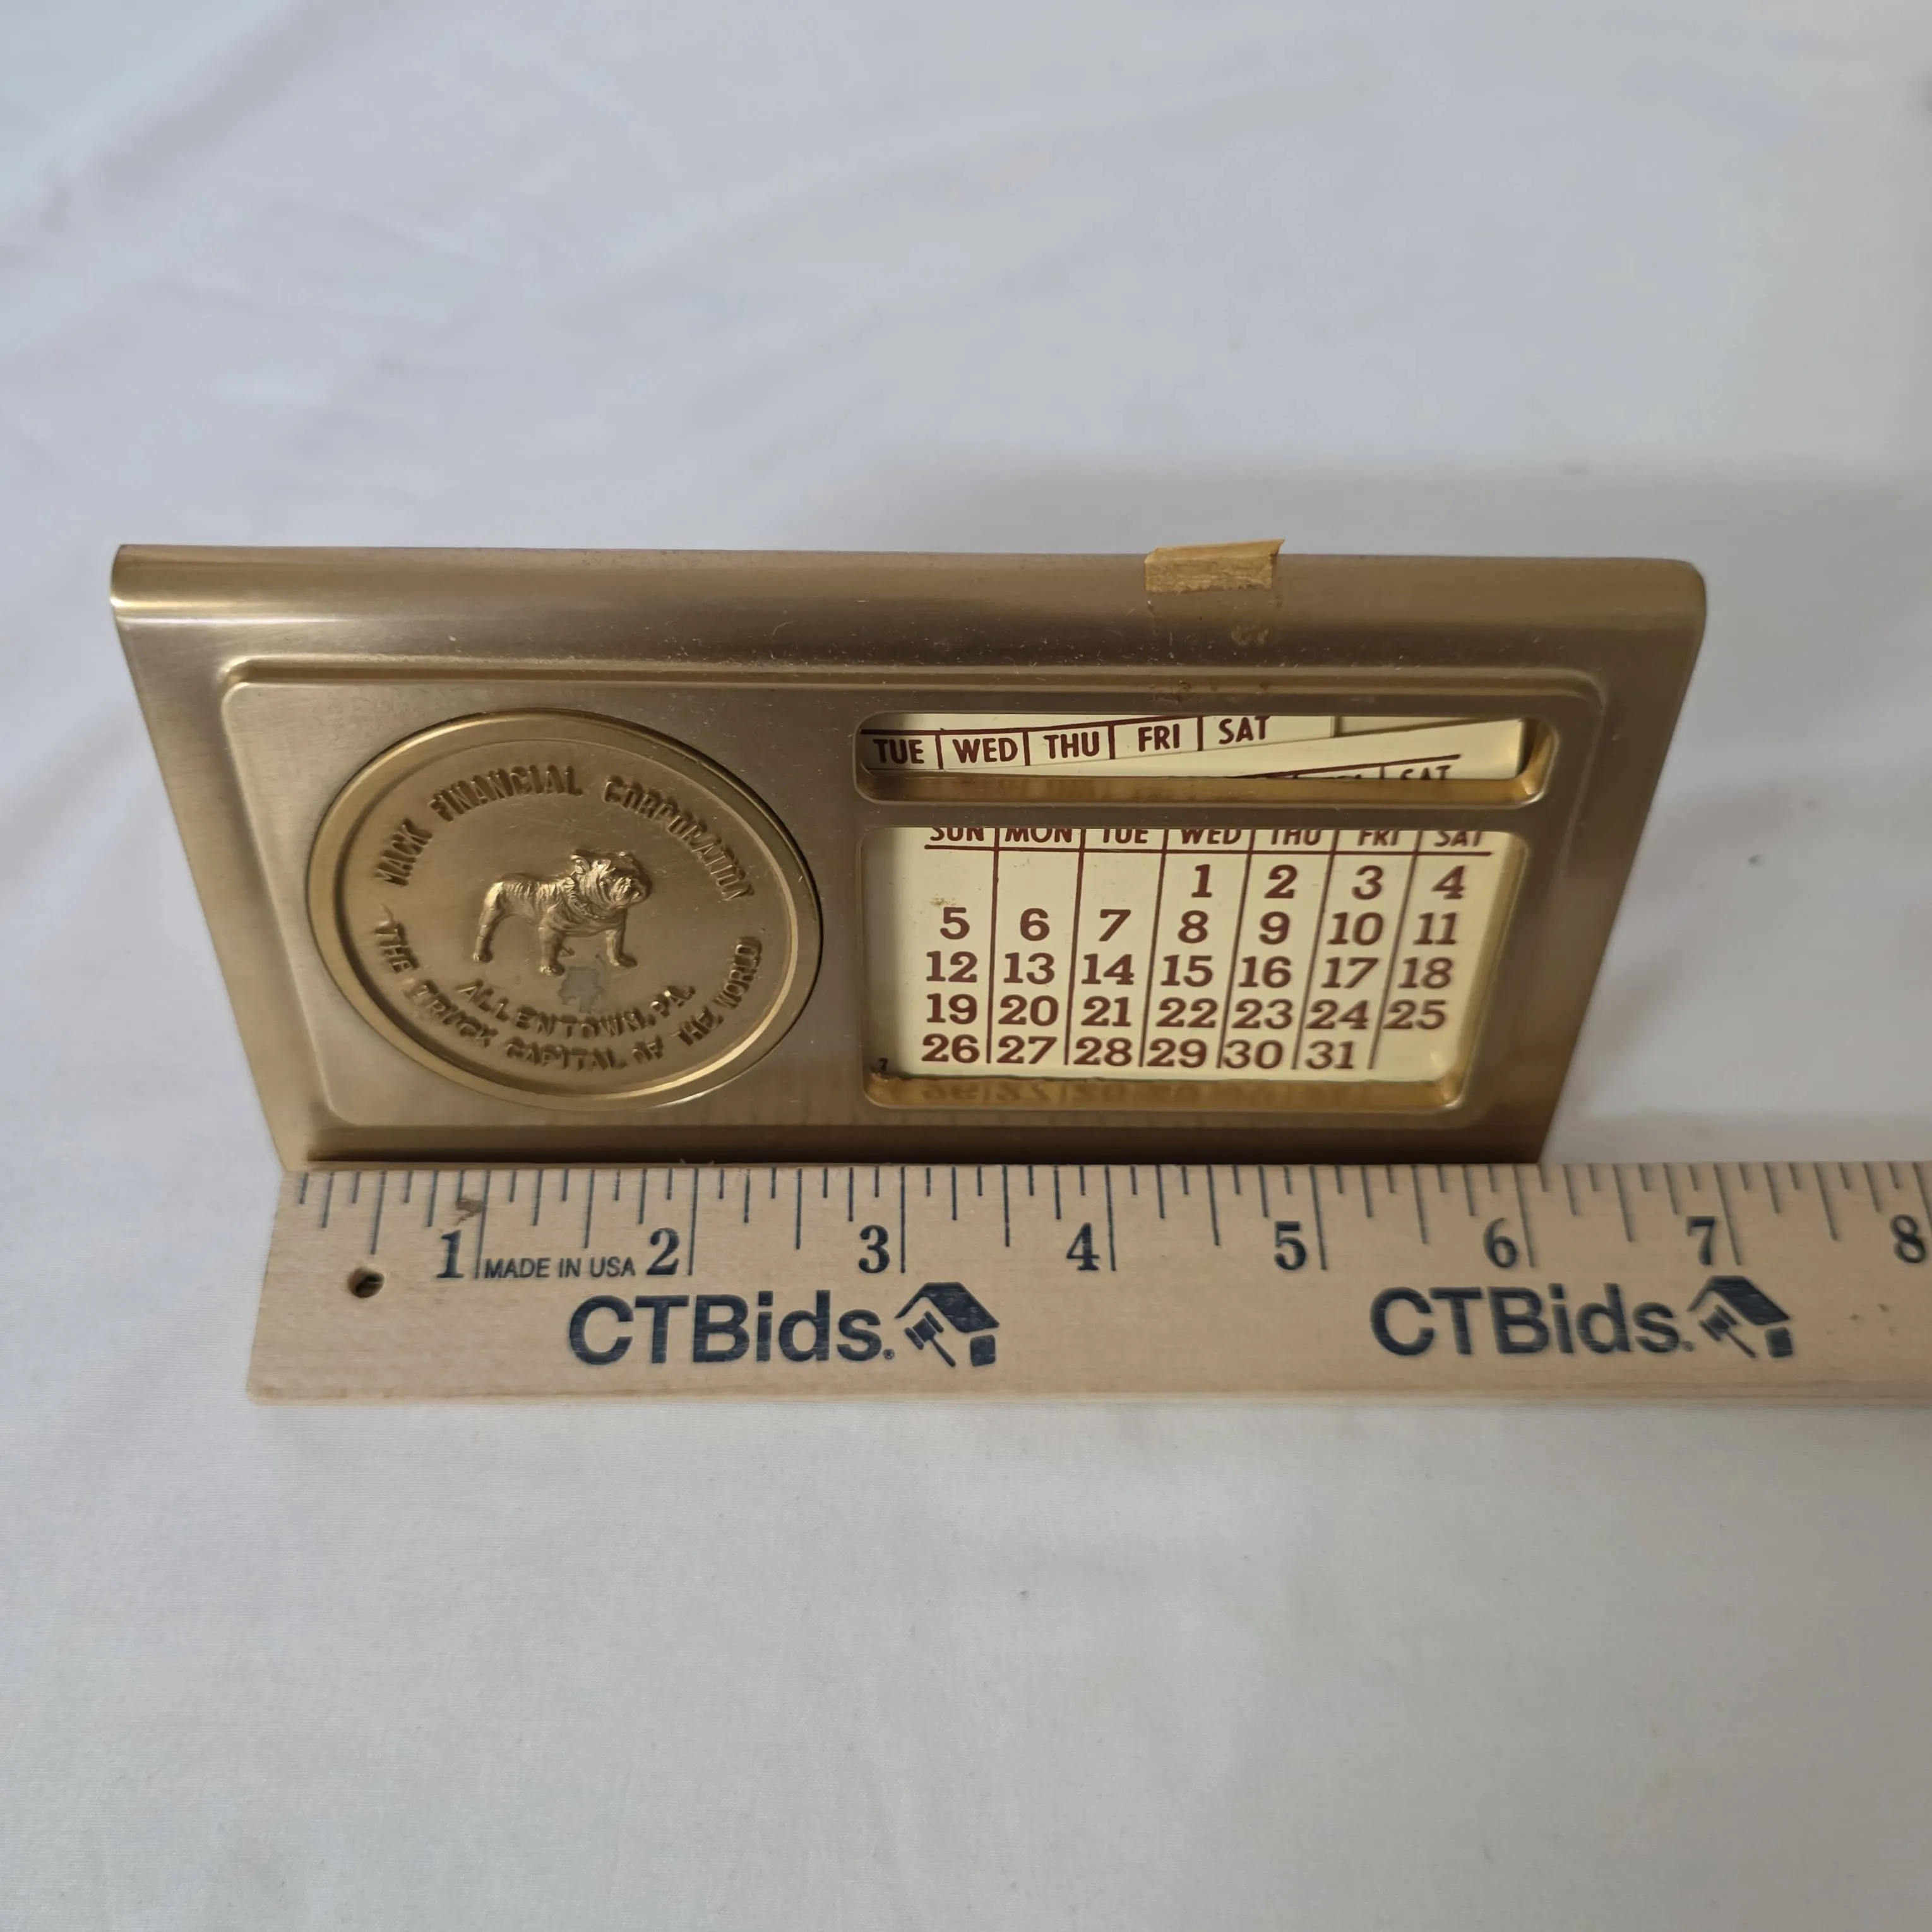 MACK FINANCIAL CORPORATION
ALLENTOWN, PA.
THE TRUCK CAPITAL OF THE WORLD
TUE WED THU FRI SAT
SAT
SUN MON TUE WED THU FRI SAT
1 2 3 4
5 6 7 8 9 10 11
12 13 14 15 16 17 18
19 20 21 22 23 24 25
26 27 28 29 30 31
7
1 2 3 4 5 6 7 8
MADE IN USA
CTBids. CTBids.